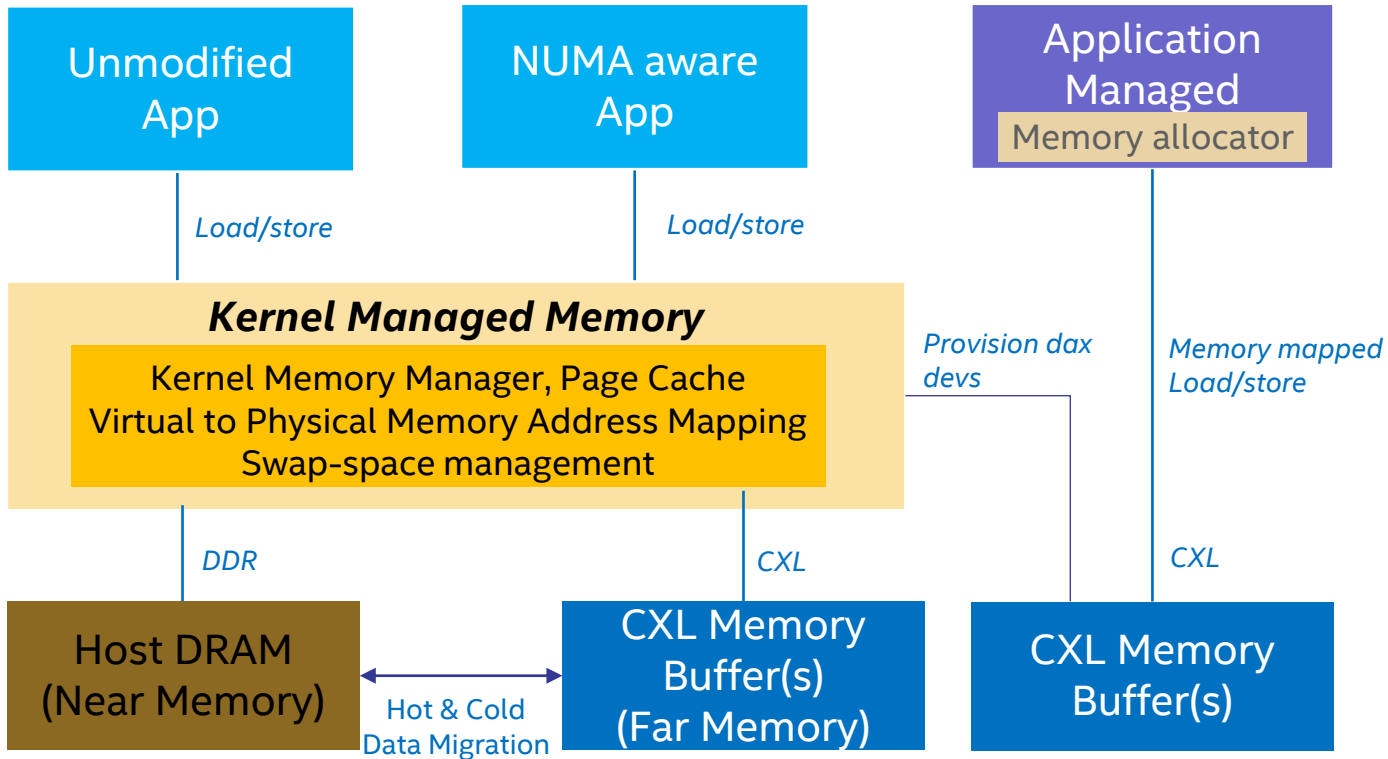 Unmodified
App
NUMA aware
App
Application
Managed
Memory allocator
Load/store
Load/store
Kernel Managed Memory
Kernel Memory Manager, Page Cache
Virtual to Physical Memory Address Mapping
Swap-space management
Provision dax
devs
Memory mapped
Load/store
DDR
CXL
CXL
Host DRAM
(Near Memory)
Hot & Cold
Data Migration
CXL Memory
Buffer(s)
(Far Memory)
CXL Memory
Buffer(s)